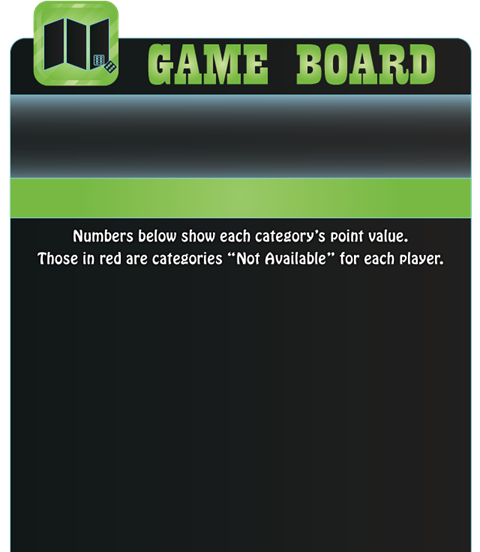 GAME BOARD
Numbers below show each category's point value.
Those in red are categories "Not Available" for each player.